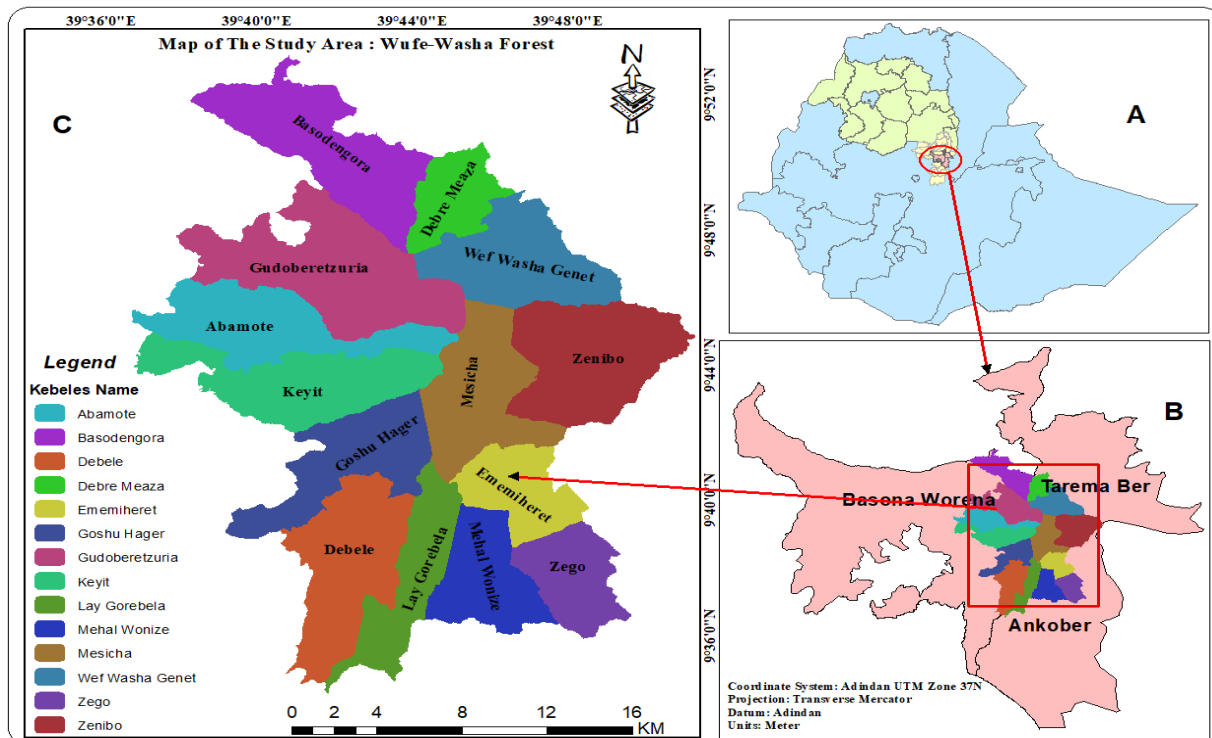 39°36'0"E 39°40'0"E 39°44'0"E 39°48'0"E
Map of The Study Area : Wufe-Washa Forest
N
C
Basodengora
Debre Meaza
Wef Washa Genet
Gudoberetzuria
Abamote
Zenibo
Keyit
Mesicha
Goshu Hager
Ememiheret
Debele
Lay Gorebela
Mehal Wonize
Zego
Legend
Kebeles Name
Abamote
Basodengora
Debele
Debre Meaza
Ememiheret
Goshu Hager
Gudoberetzuria
Keyit
Lay Gorebela
Mehal Wonize
Mesicha
Wef Washa Genet
Zego
Zenibo
0 2 4 8 12 16
KM
9°52'0"N
9°48'0"N
9°44'0"N
9°40'0"N
9°36'0"N
A
B
Basona Worena
Tarema Ber
Ankober
Coordinate System: Adindan UTM Zone 37N
Projection: Transverse Mercator
Datum: Adindan
Units: Meter